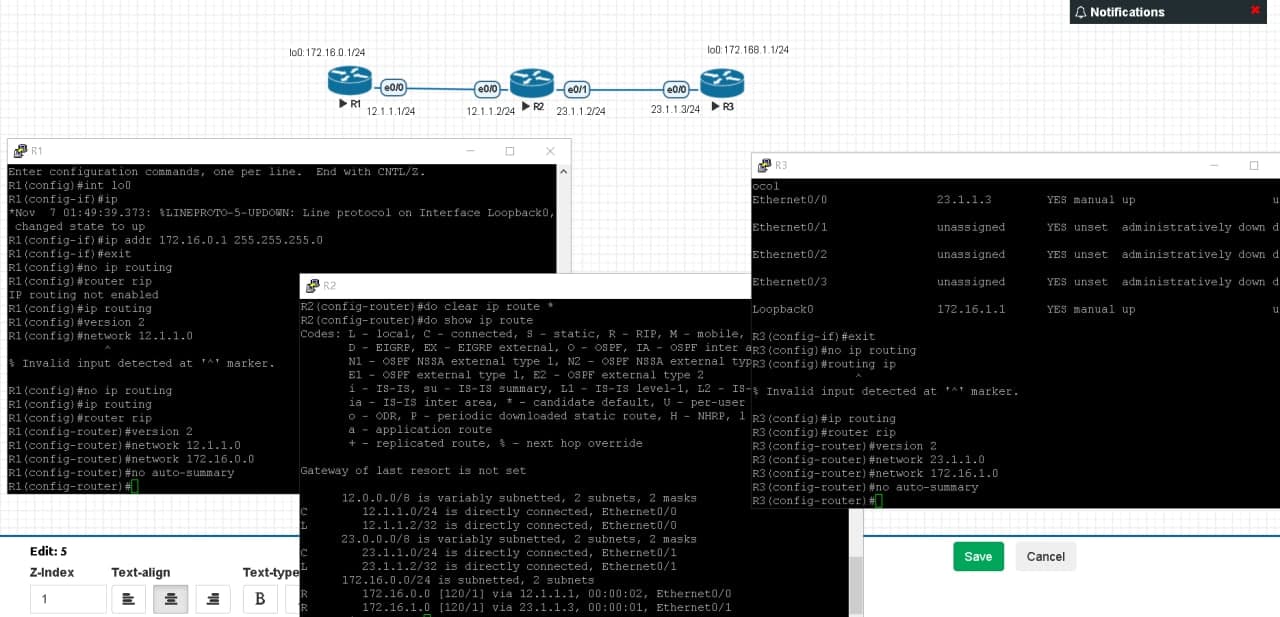 Notifications
lo0:172.16.0.1/24
lo0:172.168.1.1/24
e0/0
e0/0
e0/1
e0/0
R1
R2
R3
12.1.1.1/24
12.1.1.2/24
23.1.1.2/24
23.1.1.3/24
R1
Enter configuration commands, one per line.  End with CNTL/Z.
R1(config)#int lo0
R1(config-if)#ip
*Nov  7 01:49:39.373: %LINEPROTO-5-UPDOWN: Line protocol on Interface Loopback0,
 changed state to up
R1(config-if)#ip addr 172.16.0.1 255.255.255.0
R1(config-if)#exit
R1(config)#no ip routing
R1(config)#router rip
IP routing not enabled
R1(config)#ip routing
R1(config)#version 2
R1(config)#network 12.1.1.0
^
% Invalid input detected at '^' marker.
R1(config)#no ip routing
R1(config)#ip routing
R1(config)#router rip
R1(config-router)#version 2
R1(config-router)#network 12.1.1.0
R1(config-router)#network 172.16.0.0
R1(config-router)#no auto-summary
R1(config-router)#
R2
R2(config-router)#do clear ip route *
R2(config-router)#do show ip route
Codes: L - local, C - connected, S - static, R - RIP, M - mobile,
D - EIGRP, EX - EIGRP external, O - OSPF, IA - OSPF inter a
N1 - OSPF NSSA external type 1, N2 - OSPF NSSA external typ
E1 - OSPF external type 1, E2 - OSPF external type 2
i - IS-IS, su - IS-IS summary, L1 - IS-IS level-1, L2 - IS-
ia - IS-IS inter area, * - candidate default, U - per-user
o - ODR, P - periodic downloaded static route, H - NHRP, l
a - application route
+ - replicated route, % - next hop override
Gateway of last resort is not set
12.0.0.0/8 is variably subnetted, 2 subnets, 2 masks
C 12.1.1.0/24 is directly connected, Ethernet0/0
L 12.1.1.2/32 is directly connected, Ethernet0/0
23.0.0.0/8 is variably subnetted, 2 subnets, 2 masks
C 23.1.1.0/24 is directly connected, Ethernet0/1
L 23.1.1.2/32 is directly connected, Ethernet0/1
172.16.0.0/24 is subnetted, 2 subnets
R 172.16.0.0 [120/1] via 12.1.1.1, 00:00:02, Ethernet0/0
R 172.16.1.0 [120/1] via 23.1.1.3, 00:00:01, Ethernet0/1
R3
ocol
Ethernet0/0 23.1.1.3 YES manual up u
Ethernet0/1 unassigned YES unset administratively down d
Ethernet0/2 unassigned YES unset administratively down d
Ethernet0/3 unassigned YES unset administratively down d
Loopback0 172.16.1.1 YES manual up u
R3(config-if)#exit
R3(config)#no ip routing
R3(config)#routing ip
^
% Invalid input detected at '^' marker.
R3(config)#ip routing
R3(config)#router rip
R3(config-router)#version 2
R3(config-router)#network 23.1.1.0
R3(config-router)#network 172.16.1.0
R3(config-router)#no auto-summary
R3(config-router)#
Edit: 5
Z-Index Text-align Text-type
1
B
Save
Cancel